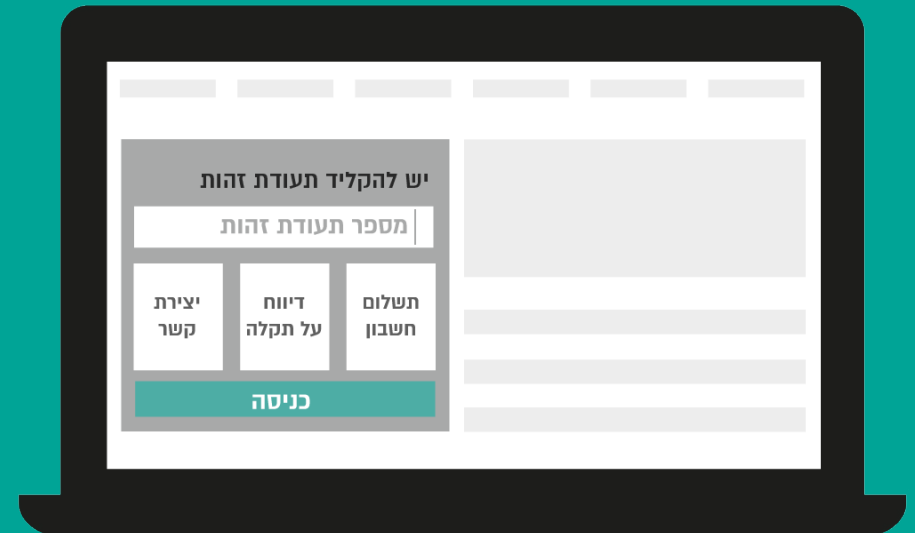 יש להקליד תעודת זהות
מספר תעודת זהות
תשלום
חשבון
דיווח
על תקלה
יצירת
קשר
כניסה